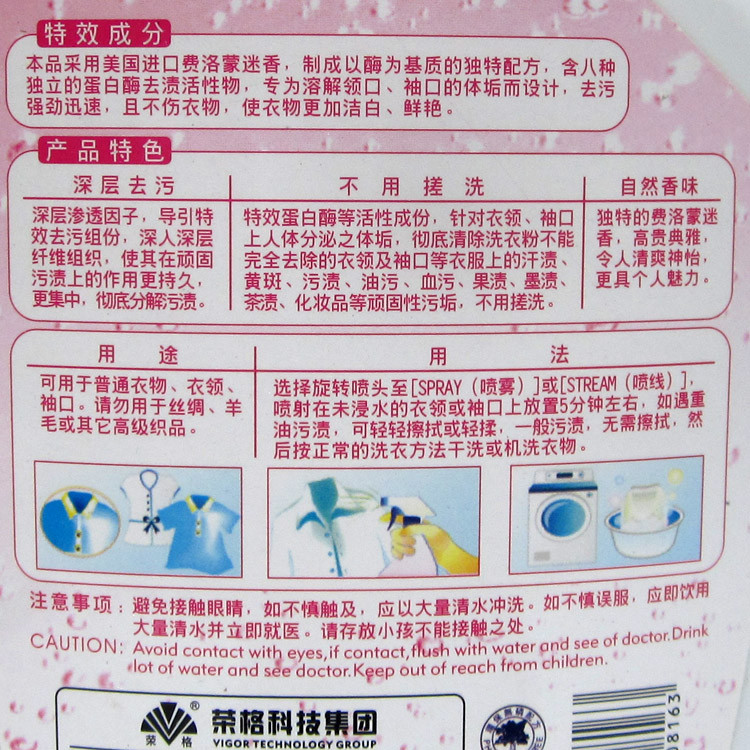 特效成分
本品采用美国进口费洛蒙迷香，制成以酶为基质的独特配方，含八种
独立的蛋白酶去渍活性物，专为溶解领口、袖口的体垢而设计，去污
强劲迅速，且不伤衣物，使衣物更加洁白、鲜艳。
产品特色
深层去污
深层渗透因子，导引特
效去污组份，深人深层
纤维组织，使其在顽固
污渍上的作用更持久，
更集中，彻底分解污渍。
不用搓洗
特效蛋白酶等活性成份，针对衣领、袖口
上人体分泌之体垢，彻底清除洗衣粉不能
完全去除的衣领及袖口等衣服上的汗渍、
黄斑、污渍、油污、血污、果渍、墨渍、
茶渍、化妆品等顽固性污垢，不用搓洗。
自然香味
独特的费洛蒙迷
香，高贵典雅，
令人清爽神怡，
更具个人魅力。
用途
可用于普通衣物、衣领、
袖口。请勿用于丝绸、羊
毛或其它高级织品。
用法
选择旋转喷头至[SPRAY（喷雾）]或[STREAM（喷线）]，
喷射在未浸水的衣领或袖口上放置5分钟左右，如遇重
油污渍，可轻轻擦拭或轻揉，一般污渍，无需擦拭，然
后按正常的洗衣方法干洗或机洗衣物。
注意事项：避免接触眼睛，如不慎触及，应以大量清水冲洗。如不慎误服，应即饮用
大量清水并立即就医。请存放小孩不能接触之处。
CAUTION: Avoid contact with eyes,if contact,flush with water and see of doctor.Drink
lot of water and see doctor.Keep out of reach from children.
荣格
®
荣格科技集团
VIGOR TECHNOLOGY GROUP
8163